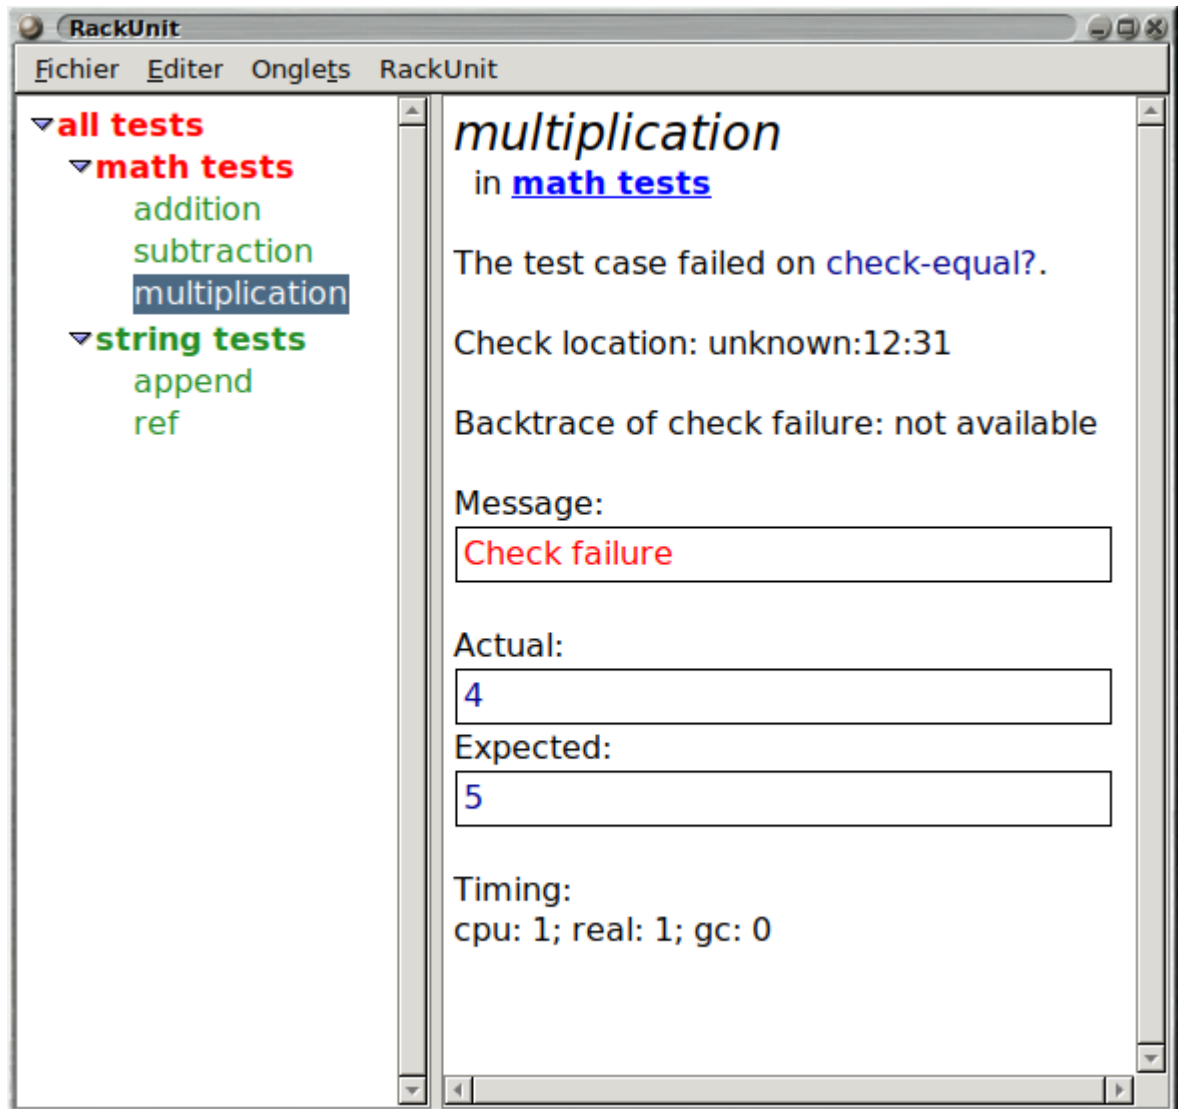 RackUnit
Fichier Editer Onglets RackUnit
all tests
math tests
addition
subtraction
multiplication
string tests
append
ref
multiplication
in math tests
The test case failed on check-equal?.
Check location: unknown:12:31
Backtrace of check failure: not available
Message:
Check failure
Actual:
4
Expected:
5
Timing:
cpu: 1; real: 1; gc: 0